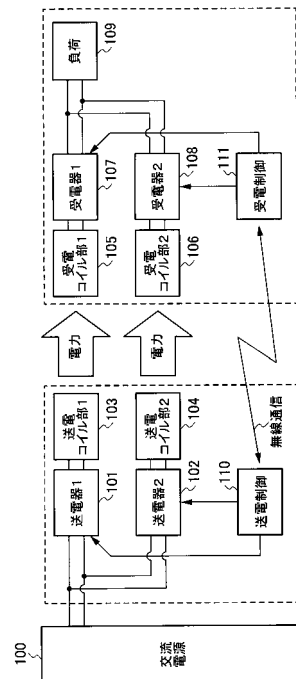 100
交流
電源
送電器1
101
送電
コイル部1
103
送電器2
102
送電
コイル部2
104
送電制御
110
電力
電力
無線通信
受電
コイル部1
105
受電器1
107
受電
コイル部2
106
受電器2
108
受電制御
111
負荷
109